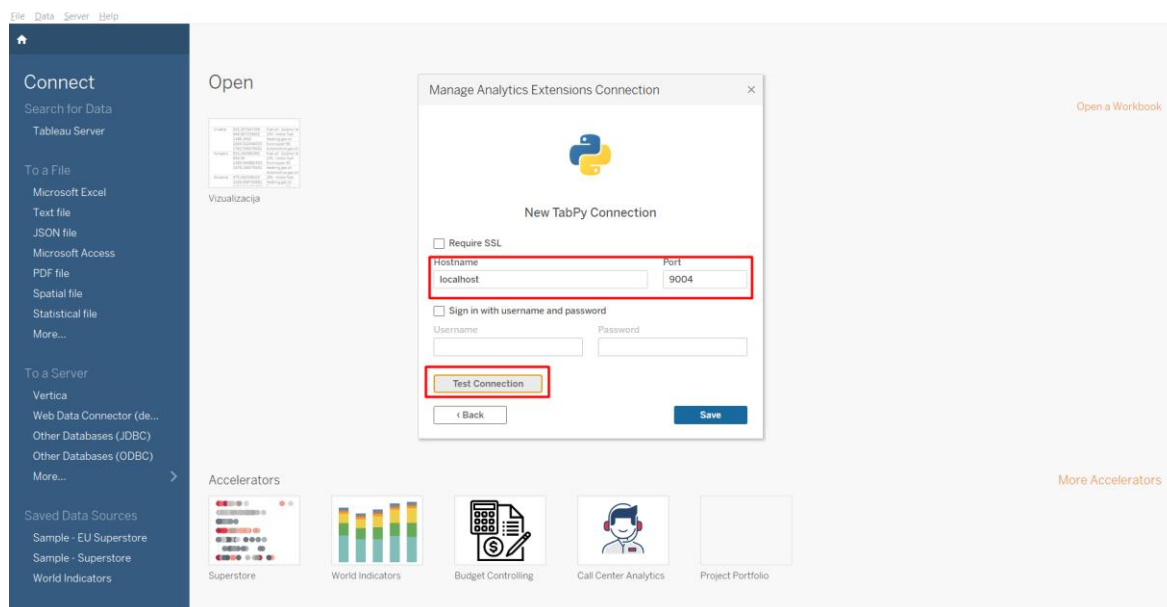 File Data Server Help
Connect
Search for Data
Tableau Server
To a File
Microsoft Excel
Text file
JSON file
Microsoft Access
PDF file
Spatial file
Statistical file
More...
To a Server
Vertica
Web Data Connector (de...
Other Databases (JDBC)
Other Databases (ODBC)
More...
Saved Data Sources
Sample - EU Superstore
Sample - Superstore
World Indicators
Open
Open a Workbook
Vizualizacija
Manage Analytics Extensions Connection
New TabPy Connection
Require SSL
Hostname Port
localhost 9004
Sign in with username and password
Username Password
Test Connection
Back Save
Accelerators
More Accelerators
Superstore World Indicators Budget Controlling Call Center Analytics Project Portfolio